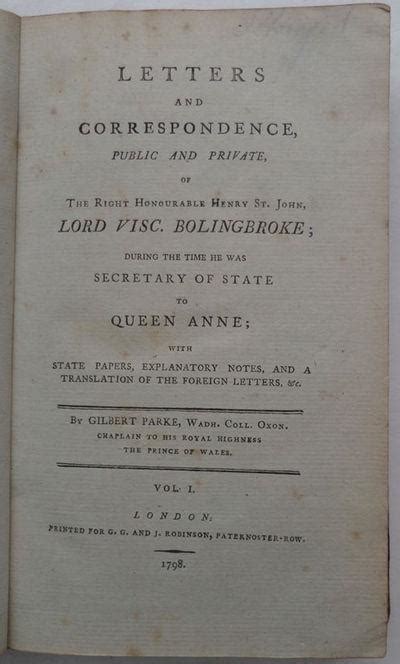 LETTERS
AND
CORRESPONDENCE,
PUBLIC AND PRIVATE,
OF
THE RIGHT HONOURABLE HENRY ST. JOHN,
LORD VISC. BOLINGBROKE;
DURING THE TIME HE WAS
SECRETARY OF STATE
TO
QUEEN ANNE;
WITH
STATE PAPERS, EXPLANATORY NOTES, AND A
TRANSLATION OF THE FOREIGN LETTERS, &c.
BY GILBERT PARKE, WADH. COLL. OXON.
CHAPLAIN TO HIS ROYAL HIGHNESS
THE PRINCE OF WALES.
VOL. I.
LONDON:
PRINTED FOR G. G. AND J. ROBINSON, PATERNOSTER-ROW.
1798.